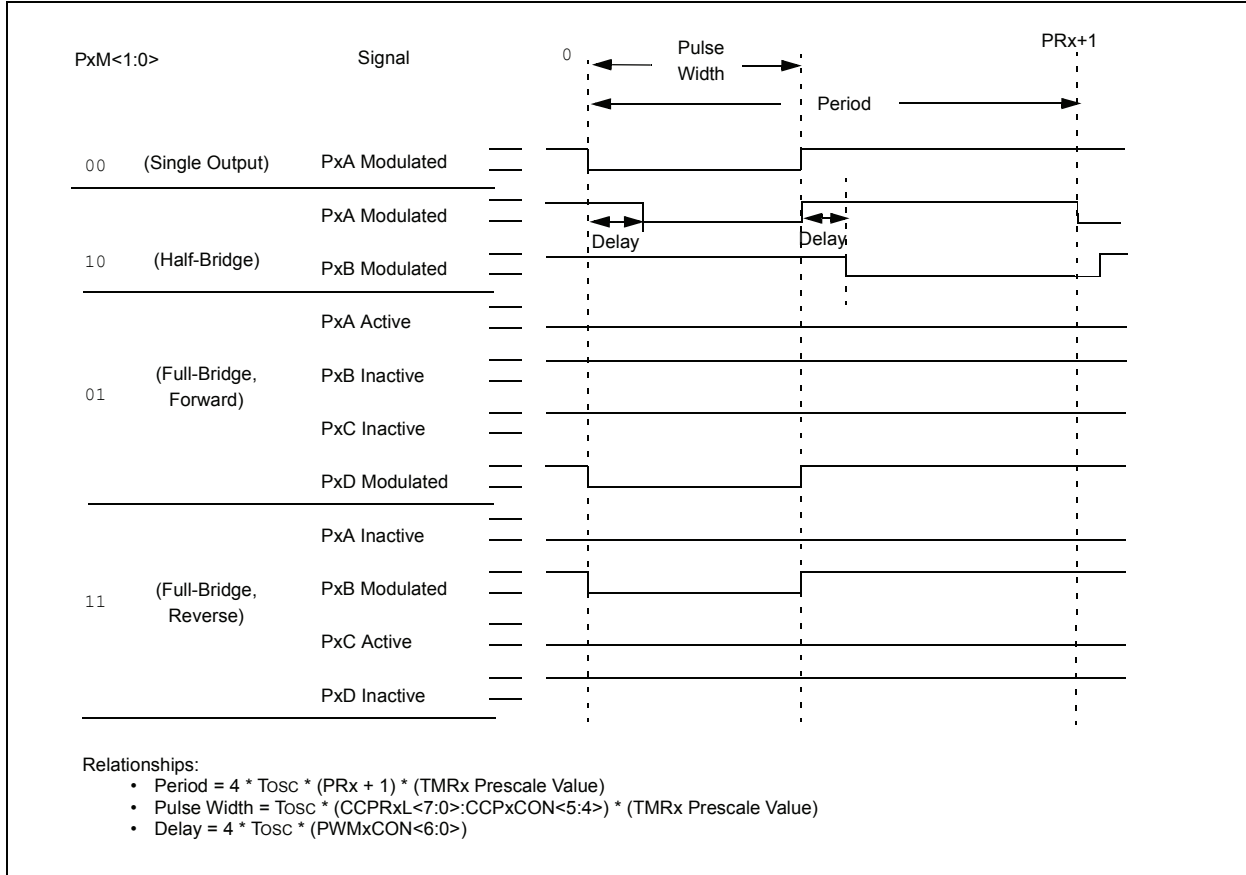 PxM<1:0>
Signal
0
Pulse
Width
PRx+1
Period
00
(Single Output)
PxA Modulated
PxA Modulated
Delay
Delay
10
(Half-Bridge)
PxB Modulated
PxA Active
01
(Full-Bridge,
Forward)
PxB Inactive
PxC Inactive
PxD Modulated
PxA Inactive
11
(Full-Bridge,
Reverse)
PxB Modulated
PxC Active
PxD Inactive
Relationships:
• Period = 4 * TOSC * (PRx + 1) * (TMRx Prescale Value)
• Pulse Width = TOSC * (CCPRxL<7:0>:CCPxCON<5:4>) * (TMRx Prescale Value)
• Delay = 4 * TOSC * (PWMxCON<6:0>)